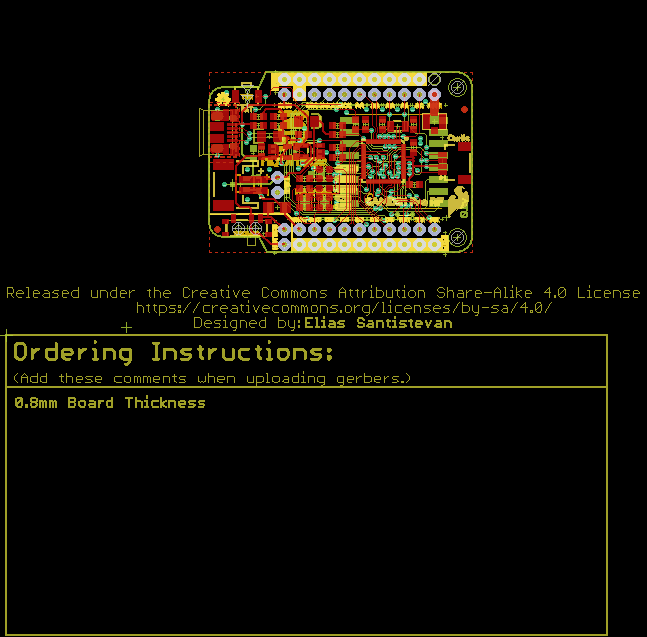 Released under the Creative Commons Attribution Share-Alike 4.0 License
https://creativecommons.org/licenses/by-sa/4.0/
Designed by: Elias Santistevan
Ordering Instructions:
(Add these comments when uploading gerbers.)
0.8mm Board Thickness